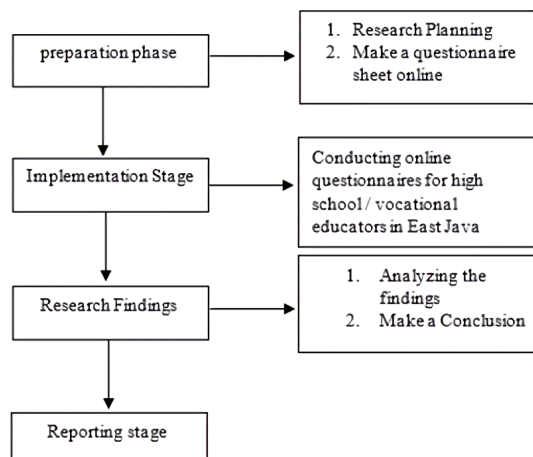 preparation phase
1. Research Planning
2. Make a questionnaire
sheet online
Implementation Stage
Conducting online
questionnaires for high
school / vocational
educators in East Java
Research Findings
1. Analyzing the
findings
2. Make a Conclusion
Reporting stage